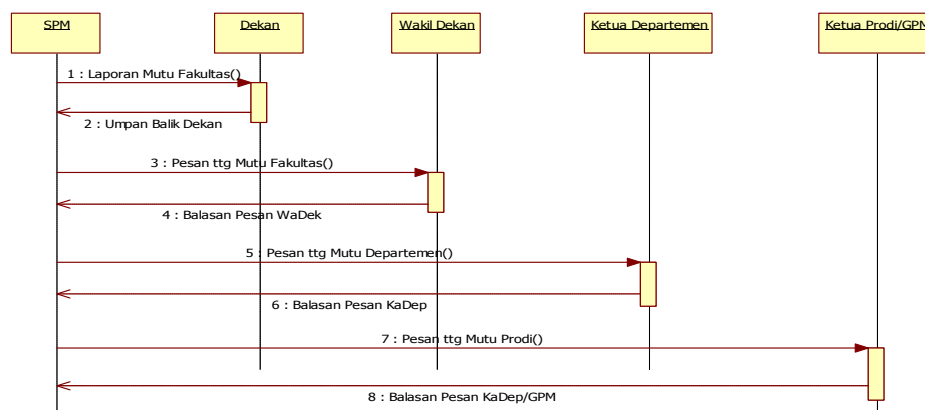 SPM
Dekan
Wakil Dekan
Ketua Departemen
Ketua Prodi/GPM
1 : Laporan Mutu Fakultas()
2 : Umpan Balik Dekan
3 : Pesan ttg Mutu Fakultas()
4 : Balasan Pesan WaDek
5 : Pesan ttg Mutu Departemen()
6 : Balasan Pesan KaDep
7 : Pesan ttg Mutu Prodi()
8 : Balasan Pesan KaDep/GPM